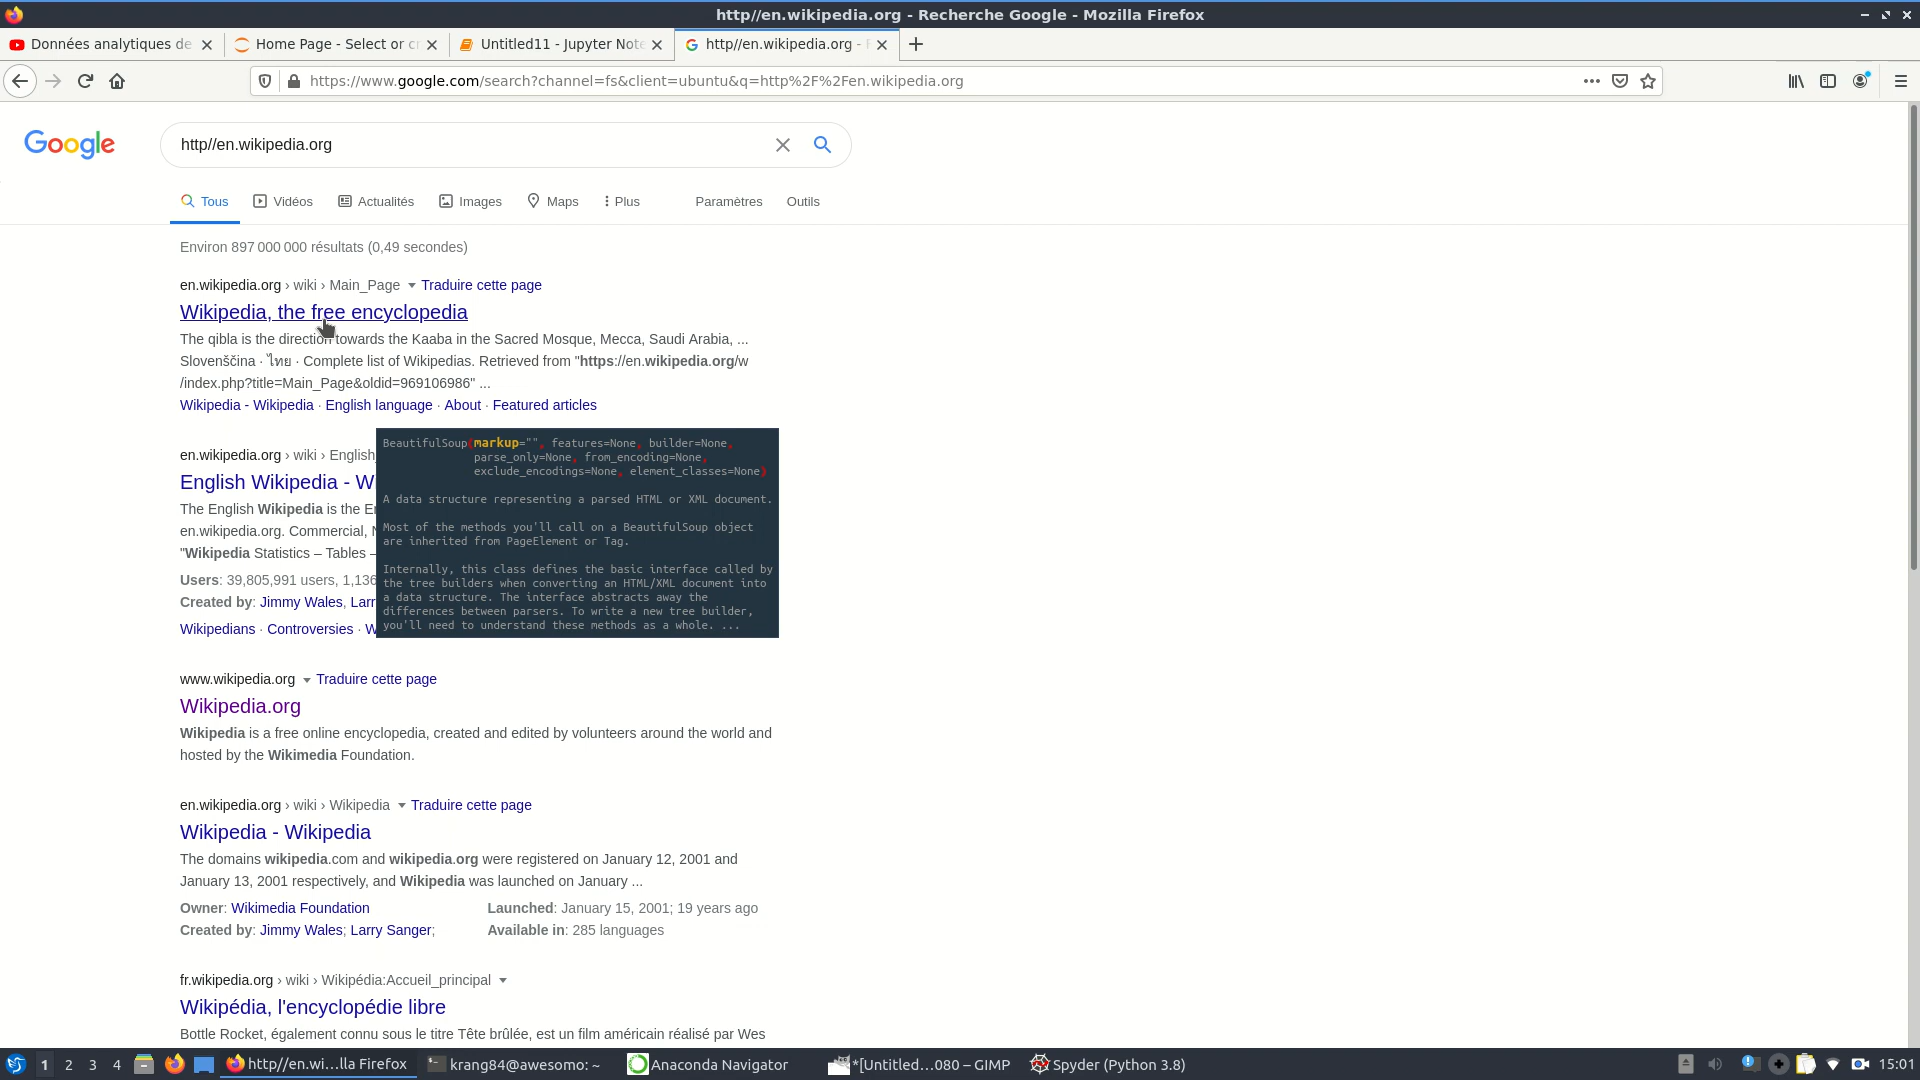 http//en.wikipedia.org - Recherche Google - Mozilla Firefox
Données analytiques de
Home Page - Select or cr
Untitled11 - Jupyter Note
http//en.wikipedia.org -
https://www.google.com/search?channel=fs&client=ubuntu&q=http%2F%2Fen.wikipedia.org
Google
http//en.wikipedia.org
Tous
Vidéos
Actualités
Images
Maps
Plus
Paramètres
Outils
Environ 897 000 000 résultats (0,49 secondes)
en.wikipedia.org › wiki › Main_Page
Traduire cette page
Wikipedia, the free encyclopedia
The qibla is the direction towards the Kaaba in the Sacred Mosque, Mecca, Saudi Arabia, ...
Slovenščina · ไทย · Complete list of Wikipedias. Retrieved from "https://en.wikipedia.org/w
/index.php?title=Main_Page&oldid=969106986" ...
Wikipedia - Wikipedia · English language · About · Featured articles
en.wikipedia.org › wiki › English_
English Wikipedia - W
The English Wikipedia is the E
en.wikipedia.org. Commercial, N
"Wikipedia Statistics – Tables –
Users: 39,805,991 users, 1,136
Created by: Jimmy Wales, Larr
Wikipedians · Controversies · W
BeautifulSoup(markup="", features=None, builder=None,
parse_only=None, from_encoding=None,
exclude_encodings=None, element_classes=None)
A data structure representing a parsed HTML or XML document.
Most of the methods you'll call on a BeautifulSoup object
are inherited from PageElement or Tag.
Internally, this class defines the basic interface called by
the tree builders when converting an HTML/XML document into
a data structure. The interface abstracts away the
differences between parsers. To write a new tree builder,
you'll need to understand these methods as a whole. ...
www.wikipedia.org
Traduire cette page
Wikipedia.org
Wikipedia is a free online encyclopedia, created and edited by volunteers around the world and
hosted by the Wikimedia Foundation.
en.wikipedia.org › wiki › Wikipedia
Traduire cette page
Wikipedia - Wikipedia
The domains wikipedia.com and wikipedia.org were registered on January 12, 2001 and
January 13, 2001 respectively, and Wikipedia was launched on January ...
Owner: Wikimedia Foundation
Launched: January 15, 2001; 19 years ago
Created by: Jimmy Wales; Larry Sanger;
Available in: 285 languages
fr.wikipedia.org › wiki › Wikipédia:Accueil_principal
Wikipédia, l'encyclopédie libre
Bottle Rocket, également connu sous le titre Tête brûlée, est un film américain réalisé par Wes
1
2
3
4
http//en.wi…lla Firefox
krang84@awesomo: ~
Anaconda Navigator
*[Untitled…080 – GIMP
Spyder (Python 3.8)
15:01